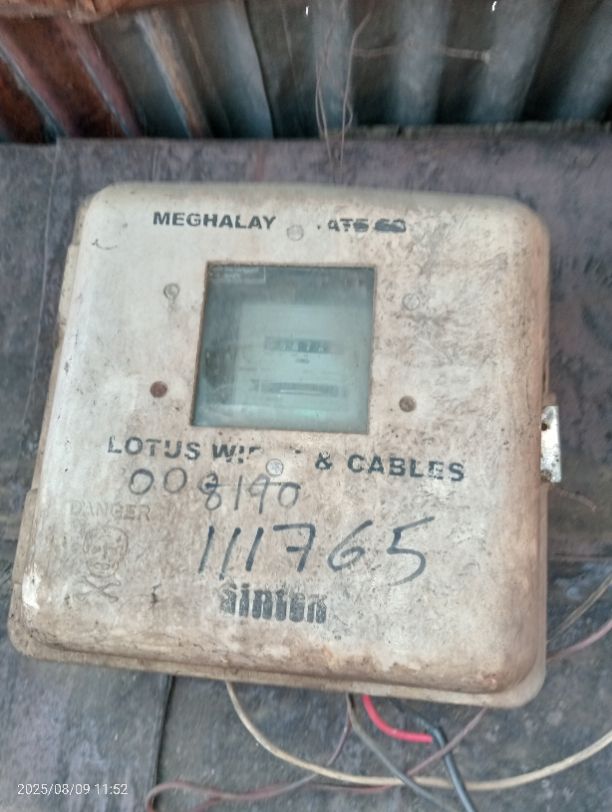 MEGHALAY
LOTUS & CABLES
008190
DANGER
111765
Sintex
2025/08/09 11:52